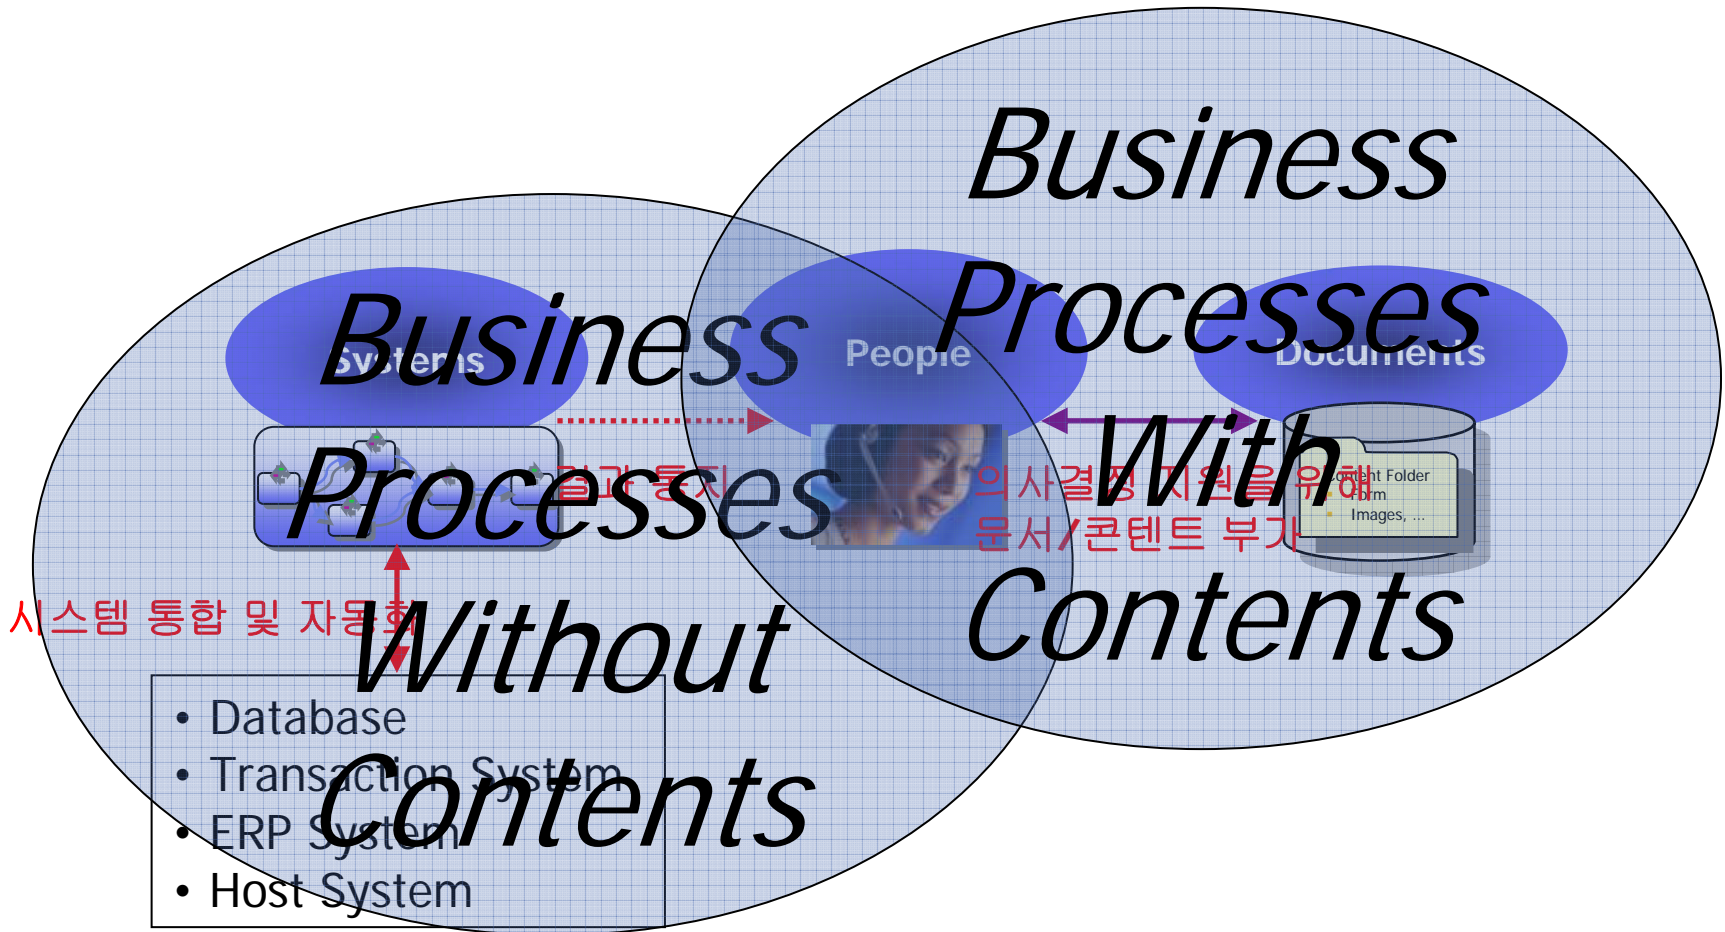 Business
Processes
With
Contents
Business
Processes
Without
Contents
Systems
People
Documents
결과 통지
의사결정 지원을 위해
문서/콘텐트 부가
Content Folder
Form
Images, ...
시스템 통합 및 자동화
• Database
• Transaction System
• ERP System
• Host System